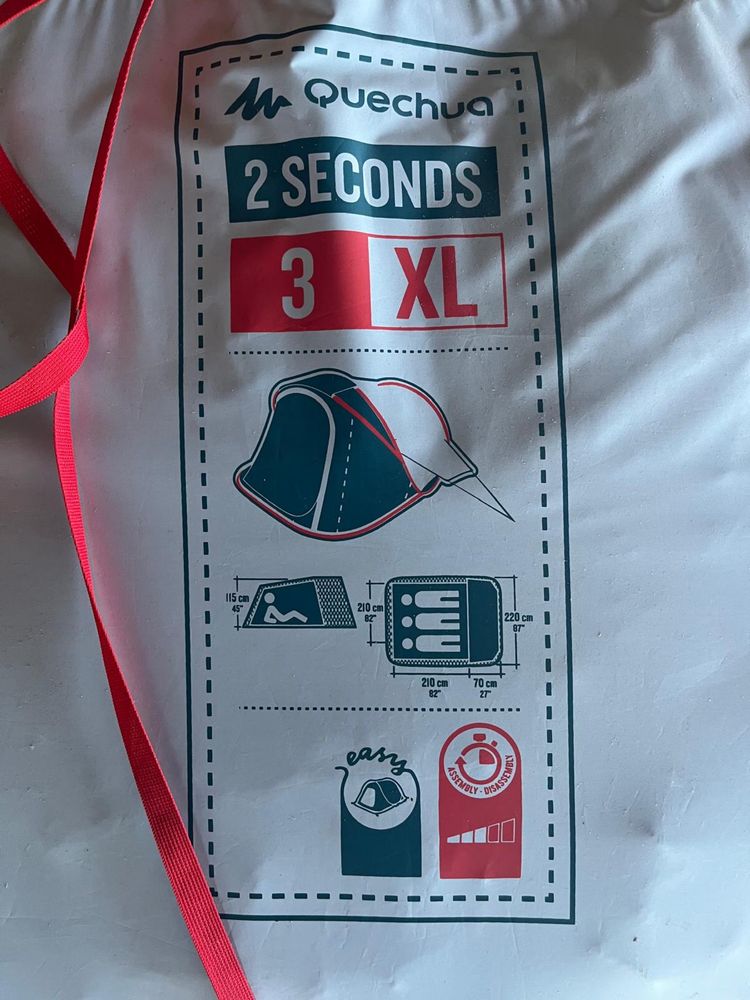 Quechua
2 SECONDS
3 XL
115 cm
45"
210 cm
82"
220 cm
87"
210 cm
82"
70 cm
27"
easy
ASSEMBLY - DISASSEMBLY